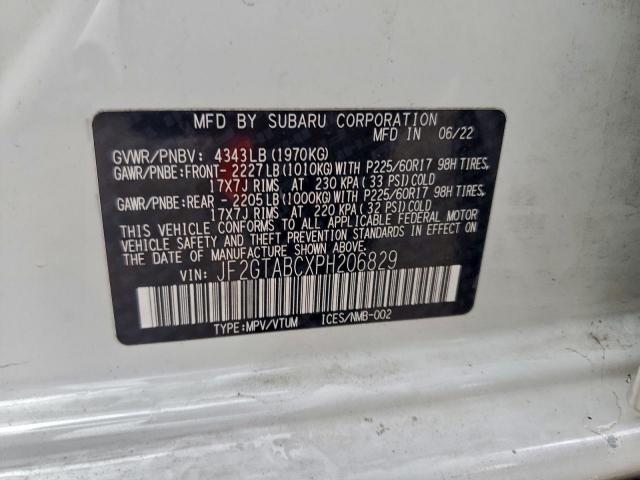 MFD BY SUBARU CORPORATION
MFD IN 06/22
GVWR/PNBV: 4343LB (1970KG)
GAWR/PNBE:FRONT- 2227LB (1010KG) WITH P225/60R17 98H TIRES,
17X7J RIMS AT 230 KPA (33 PSI) COLD
GAWR/PNBE:REAR - 2205LB (1000KG) WITH P225/60R17 98H TIRES,
17X7J RIMS AT 220 KPA (32 PSI) COLD
THIS VEHICLE CONFORMS TO ALL APPLICABLE FEDERAL MOTOR
VEHICLE SAFETY AND THEFT PREVENTION STANDARDS IN EFFECT ON
THE DATE OF MANUFACTURE SHOWN ABOVE.
VIN: JF2GTABCXPH206829
TYPE:MPV/VTUM ICES/NMB-002